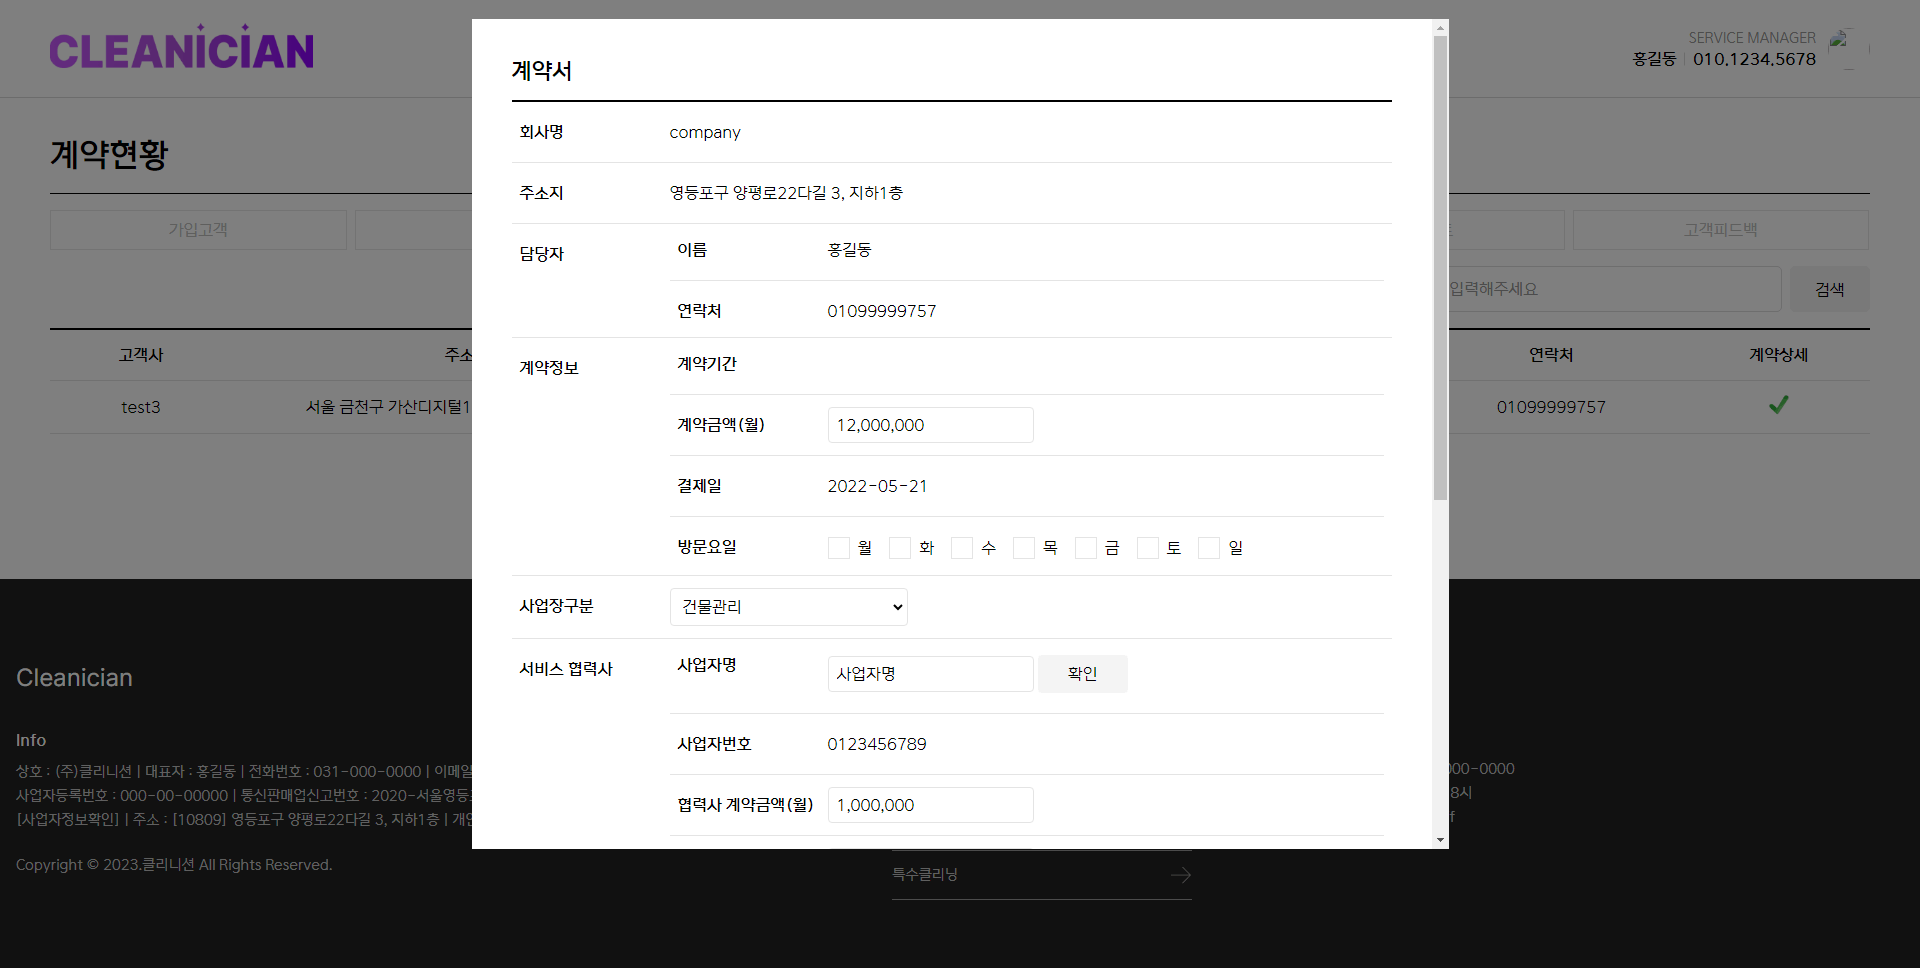 CLEANiCiAN
SERVICE MANAGER
홍길동 | 010.1234.5678
계약현황
가입고객
고객피드백
입력해주세요
검색
고객사
주소
연락처
계약상세
test3
서울 금천구 가산디지털1
01099999757
계약서
회사명
company
주소지
영등포구 양평로22다길 3, 지하1층
담당자
이름
홍길동
연락처
01099999757
계약정보
계약기간
계약금액(월)
12,000,000
결제일
2022-05-21
방문요일
월 화 수 목 금 토 일
사업장구분
건물관리
서비스 협력사
사업자명
사업자명
확인
사업자번호
0123456789
협력사 계약금액(월)
1,000,000
Cleanician
Info
상호 : (주)클리니션 | 대표자 : 홍길동 | 전화번호 : 031-000-0000 | 이메일
사업자등록번호 : 000-00-00000 | 통신판매업신고번호 : 2020-서울영등
[사업자정보확인] | 주소 : [10809] 영등포구 양평로22다길 3, 지하1층 | 개인
Copyright © 2023.클리니션 All Rights Reserved.
특수클리닝
000-0000
8시
f